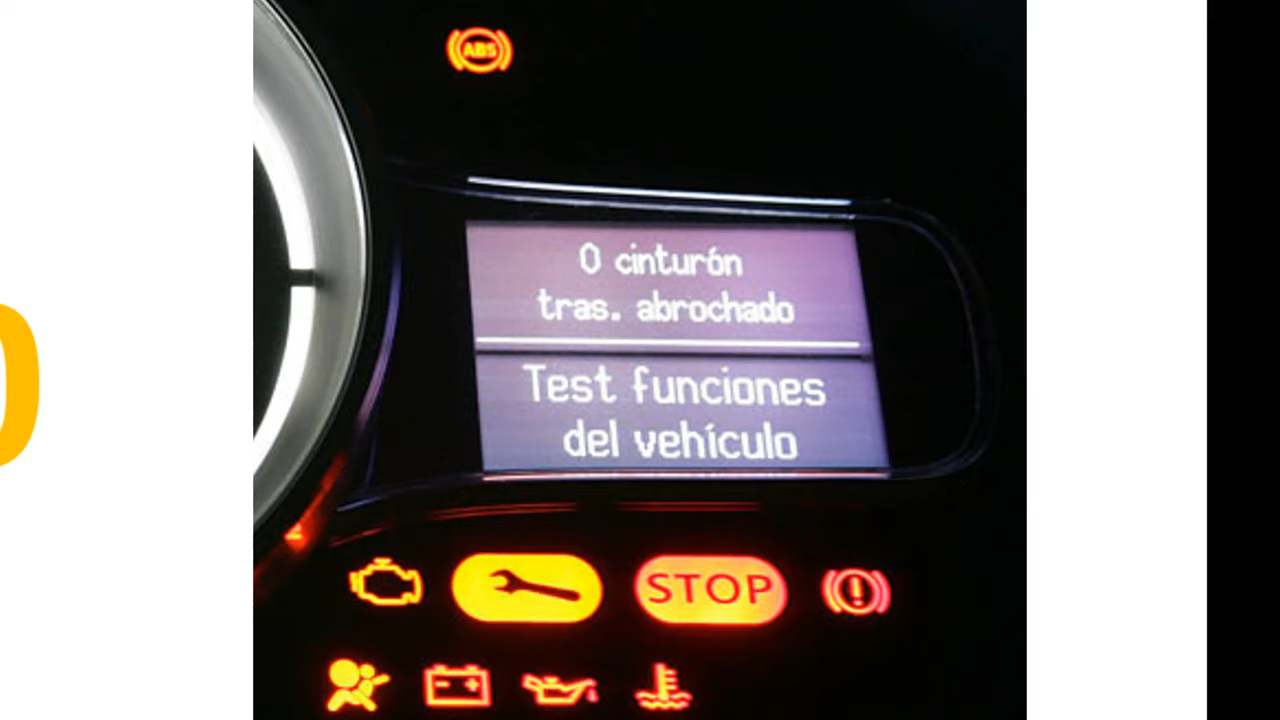 ABS
0 cinturón
tras. abrochado
Test funciones
del vehículo
STOP